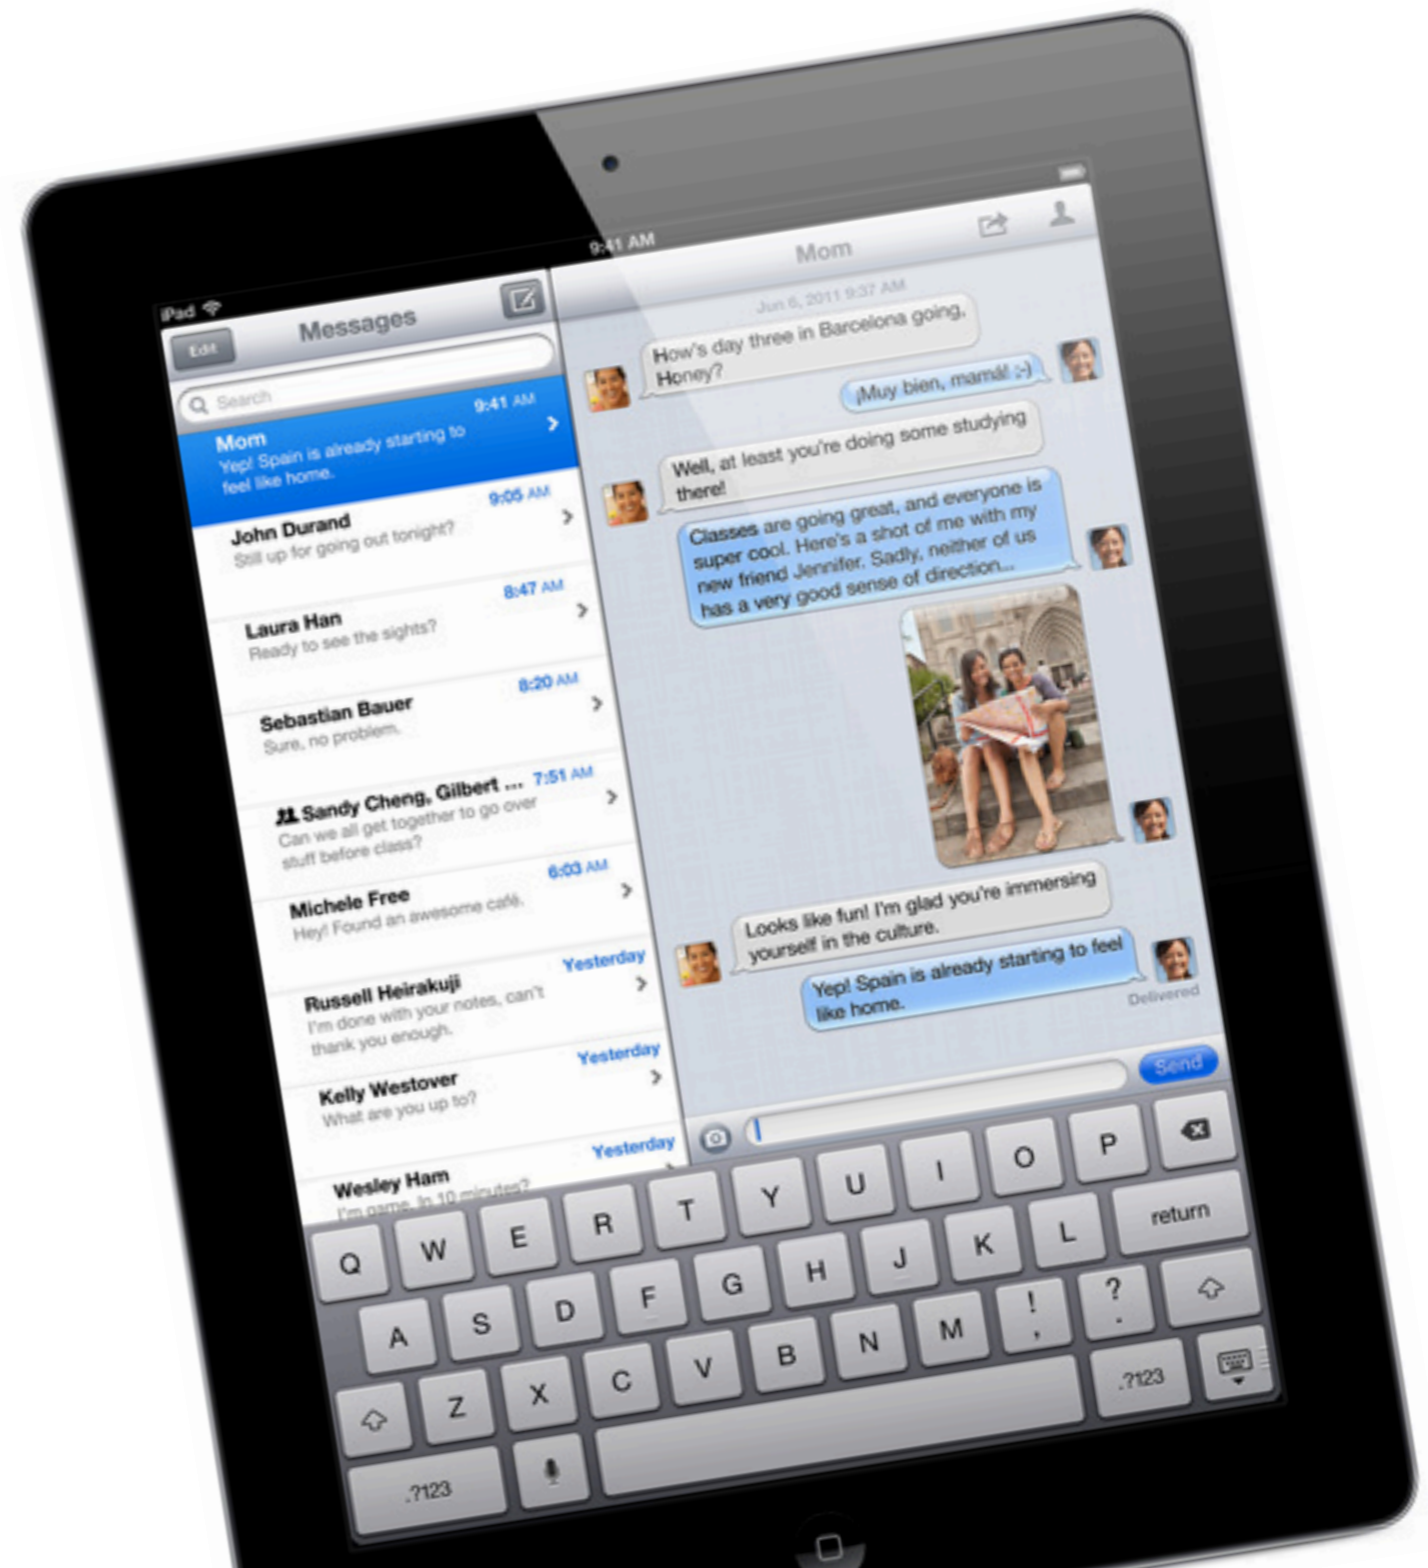 iPad
9:41 AM
Edit
Messages
Search
Mom
9:41 AM
Yep! Spain is already starting to
feel like home.
John Durand
9:05 AM
Still up for going out tonight?
Laura Han
8:47 AM
Ready to see the sights?
Sebastian Bauer
8:20 AM
Sure, no problem.
Sandy Cheng, Gilbert ...
7:51 AM
Can we all get together to go over
stuff before class?
Michele Free
6:03 AM
Hey! Found an awesome café.
Russell Heirakuji
Yesterday
I'm done with your notes, can't
thank you enough.
Kelly Westover
Yesterday
What are you up to?
Wesley Ham
Yesterday
I'm game. In 10 minutes?
Mom
Jun 6, 2011 9:37 AM
How's day three in Barcelona going,
Honey?
¡Muy bien, mamá! ;-)
Well, at least you're doing some studying
there!
Classes are going great, and everyone is
super cool. Here's a shot of me with my
new friend Jennifer. Sadly, neither of us
has a very good sense of direction...
Looks like fun! I'm glad you're immersing
yourself in the culture.
Yep! Spain is already starting to feel
like home.
Delivered
Send
Q W E R T Y U I O P
A S D F G H J K L return
Z X C V B N M ! , ? .
.?123 .?123